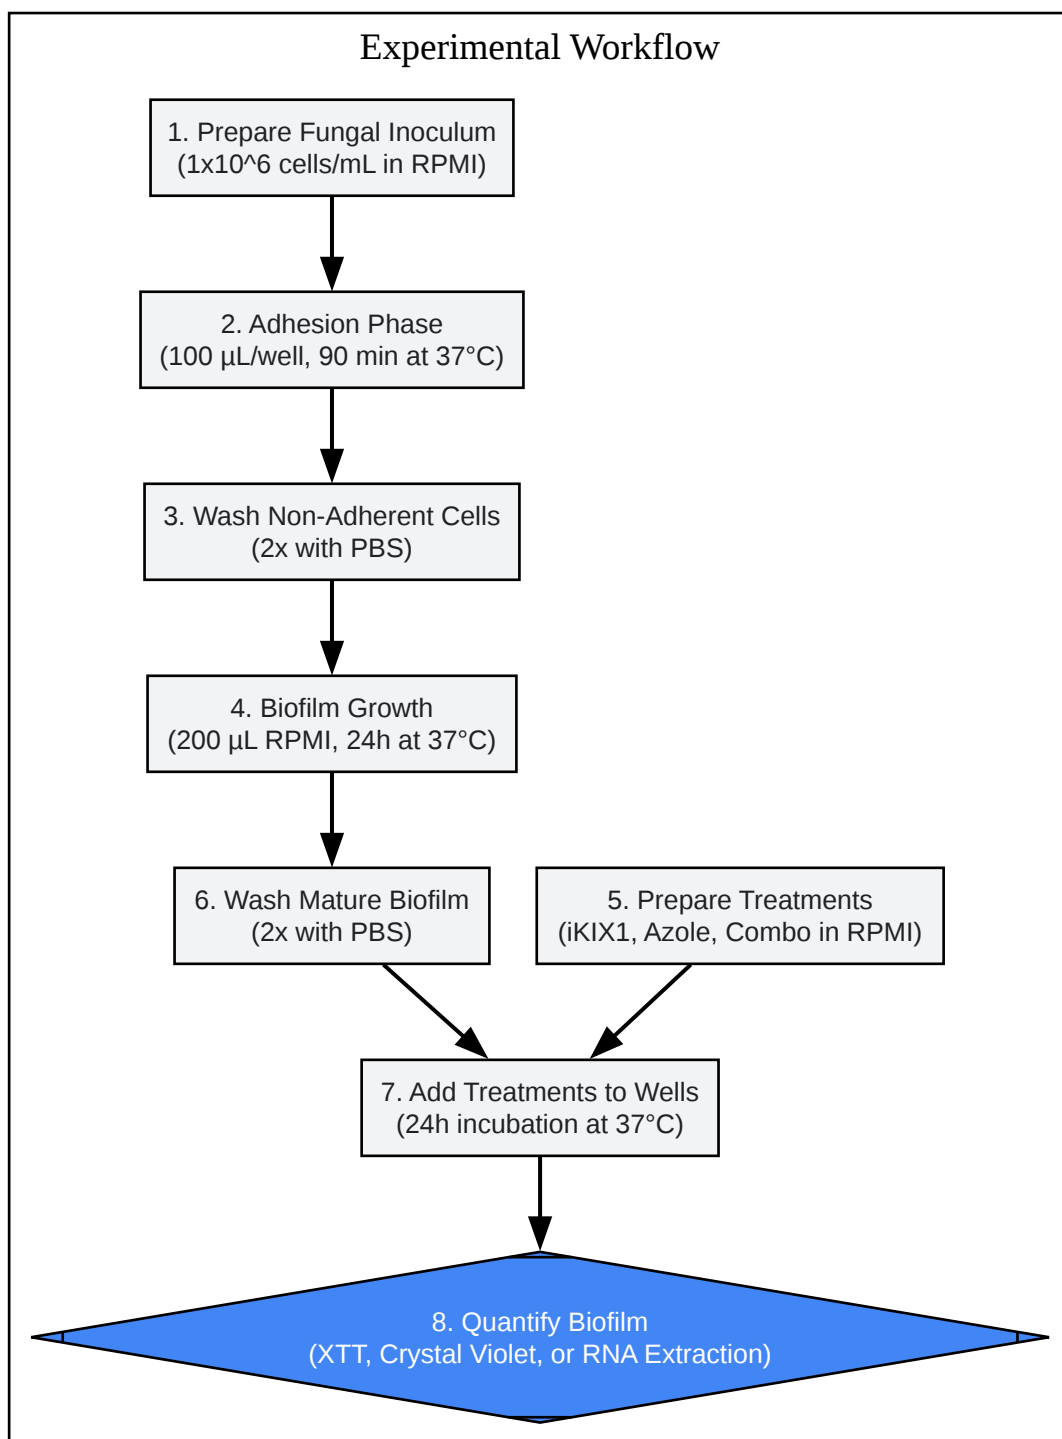 Experimental Workflow
1. Prepare Fungal Inoculum
(1x10^6 cells/mL in RPMI)
2. Adhesion Phase
(100 µL/well, 90 min at 37°C)
3. Wash Non-Adherent Cells
(2x with PBS)
4. Biofilm Growth
(200 µL RPMI, 24h at 37°C)
6. Wash Mature Biofilm
(2x with PBS)
5. Prepare Treatments
(iKIX1, Azole, Combo in RPMI)
7. Add Treatments to Wells
(24h incubation at 37°C)
8. Quantify Biofilm
(XTT, Crystal Violet, or RNA Extraction)